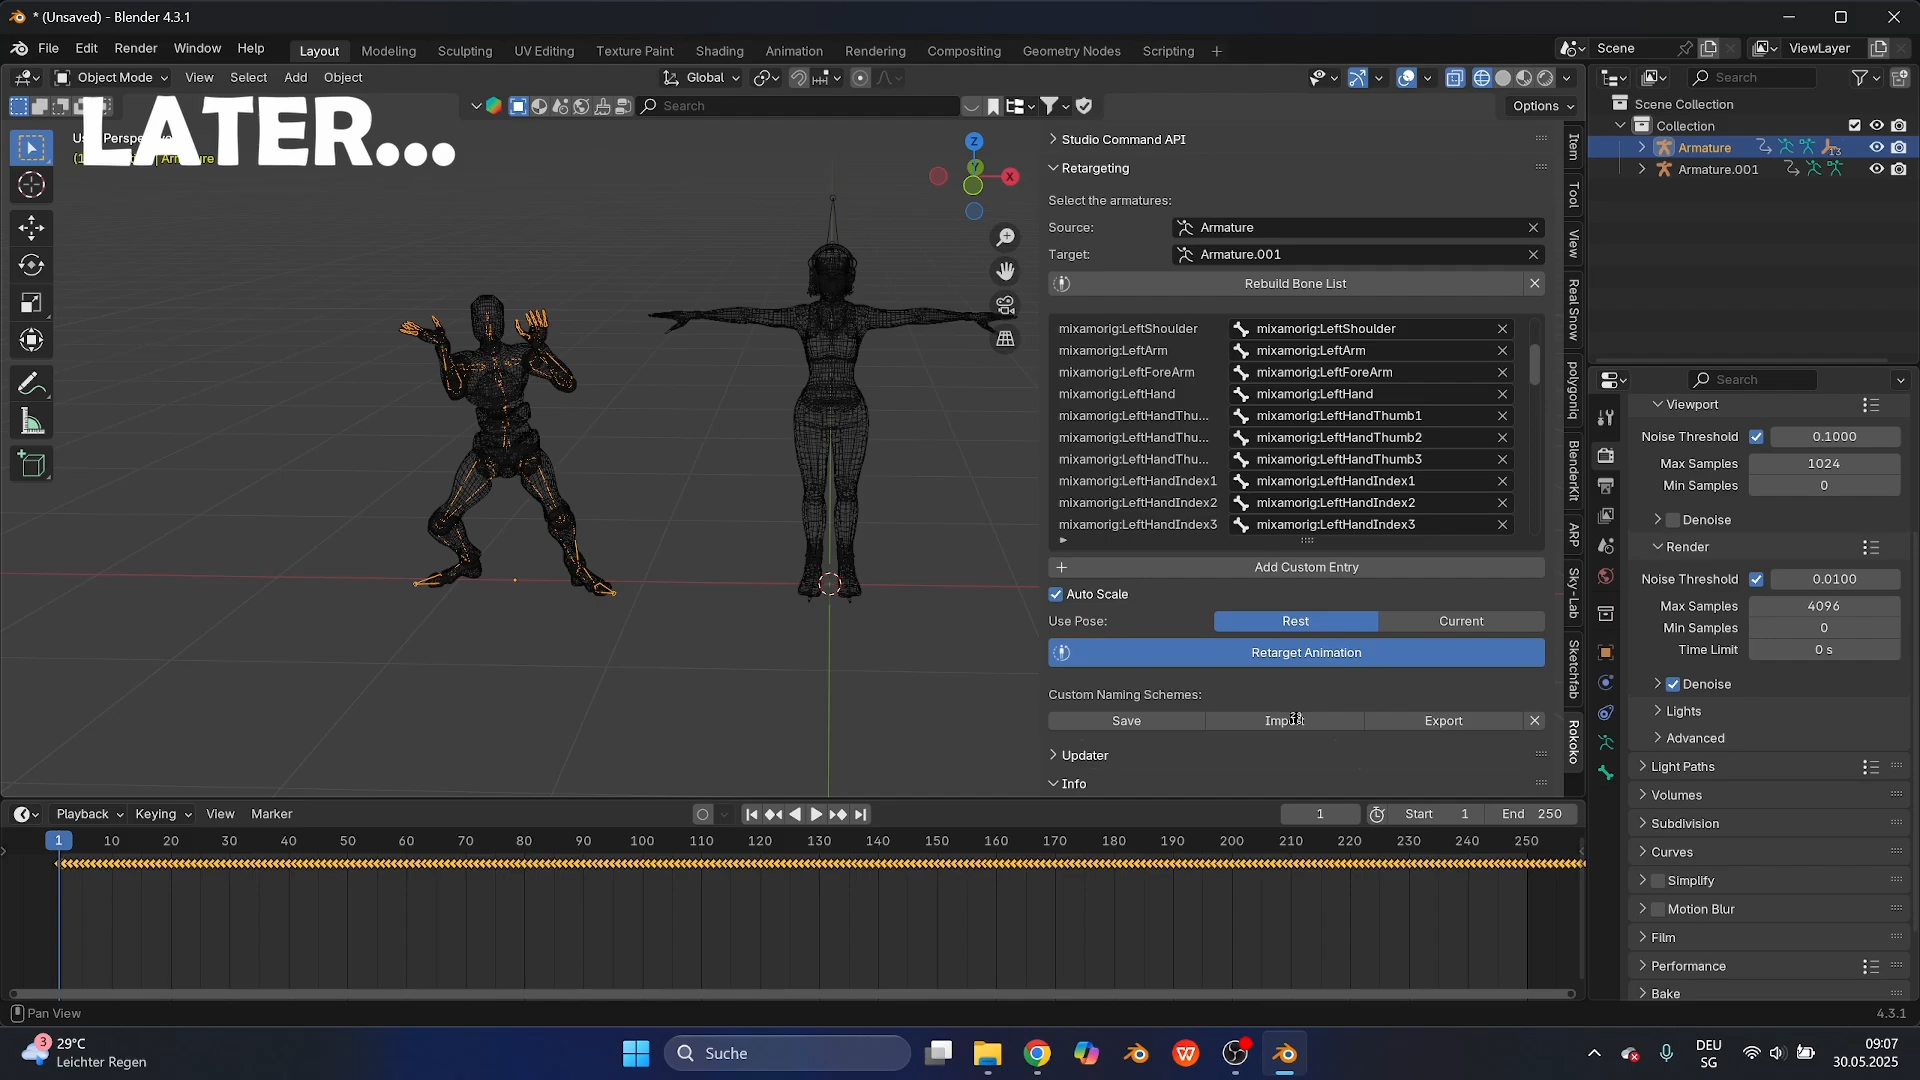 * (Unsaved) - Blender 4.3.1
File Edit Render Window Help
Layout Modeling Sculpting UV Editing Texture Paint Shading Animation Rendering Compositing Geometry Nodes Scripting +
Scene
ViewLayer
Object Mode View Select Add Object
Global
Search
Search
Options
LATER...
Z
Y
X
Studio Command API
Retargeting
Select the armatures:
Source: Armature
Target: Armature.001
Rebuild Bone List
mixamorig:LeftShoulder mixamorig:LeftShoulder
mixamorig:LeftArm mixamorig:LeftArm
mixamorig:LeftForeArm mixamorig:LeftForeArm
mixamorig:LeftHand mixamorig:LeftHand
mixamorig:LeftHandThu... mixamorig:LeftHandThumb1
mixamorig:LeftHandThu... mixamorig:LeftHandThumb2
mixamorig:LeftHandThu... mixamorig:LeftHandThumb3
mixamorig:LeftHandIndex1 mixamorig:LeftHandIndex1
mixamorig:LeftHandIndex2 mixamorig:LeftHandIndex2
mixamorig:LeftHandIndex3 mixamorig:LeftHandIndex3
Add Custom Entry
Auto Scale
Use Pose: Rest Current
Retarget Animation
Custom Naming Schemes:
Save Import Export
Updater
Info
Item
Tool
View
Real Snow
polygoniq
BlenderKit
ARP
Sky-Lab
Sketchfab
Rokoko
Scene Collection
Collection
Armature
Armature.001
Search
Viewport
Noise Threshold 0.1000
Max Samples 1024
Min Samples 0
Denoise
Render
Noise Threshold 0.0100
Max Samples 4096
Min Samples 0
Time Limit 0 s
Denoise
Lights
Advanced
Light Paths
Volumes
Subdivision
Curves
Simplify
Motion Blur
Film
Performance
Bake
Playback Keying View Marker
1 Start 1 End 250
1 10 20 30 40 50 60 70 80 90 100 110 120 130 140 150 160 170 180 190 200 210 220 230 240 250
Pan View
4.3.1
3
29°C
Leichter Regen
Suche
DEU
SG
09:07
30.05.2025